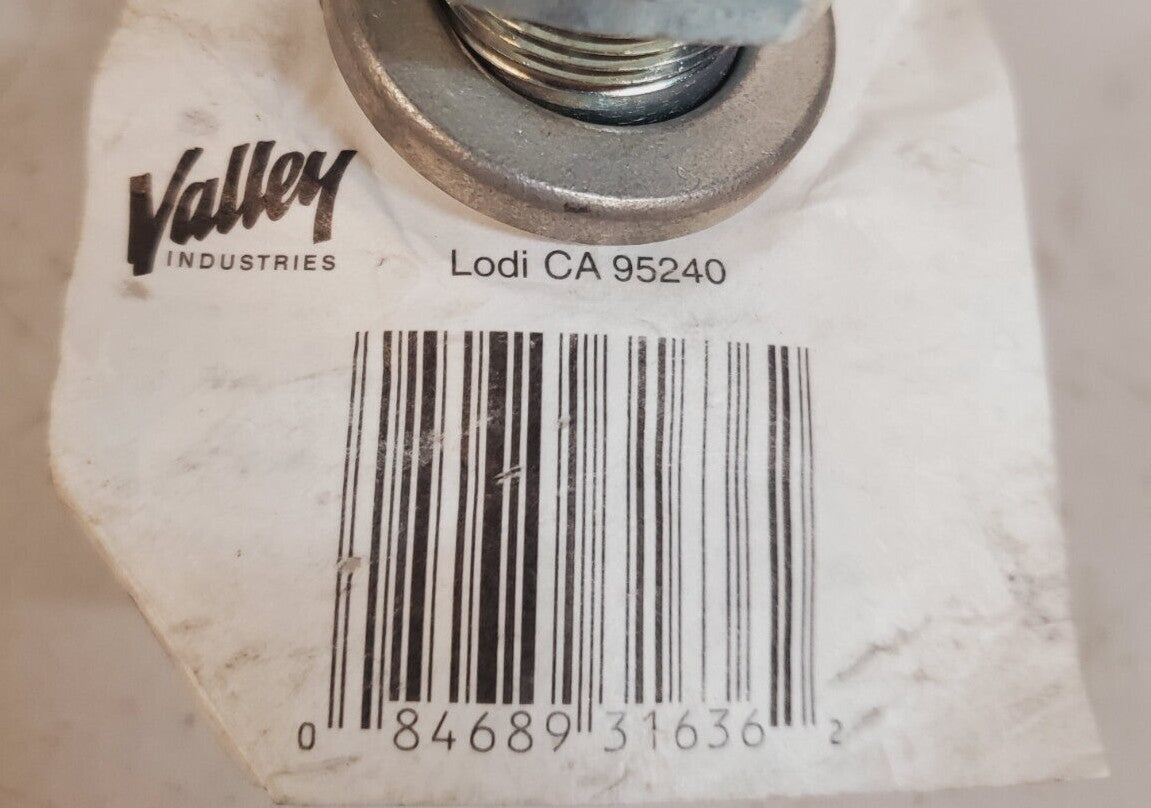 Valley
INDUSTRIES
Lodi CA 95240
0 84689 31636 2